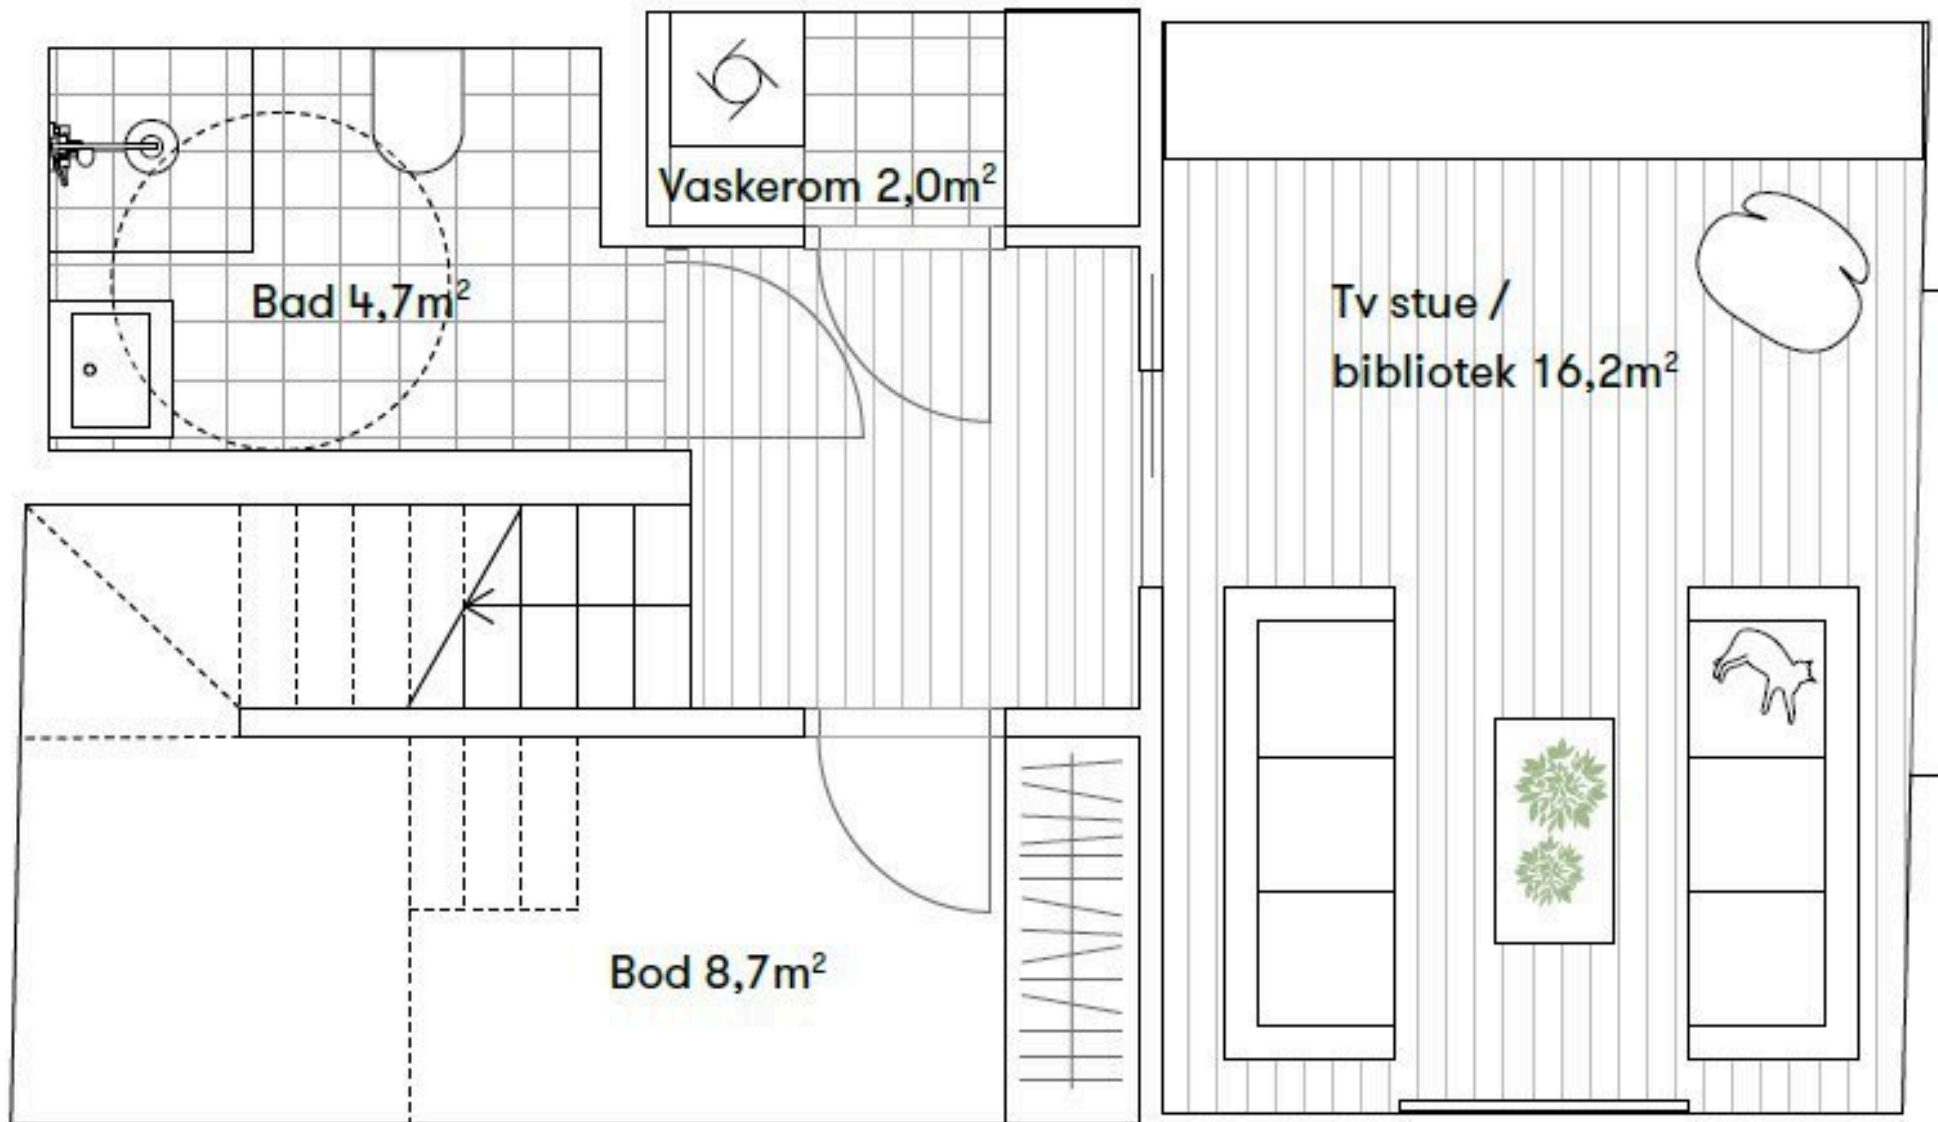 Vaskerom 2,0m²
Bad 4,7m²
Tv stue /
bibliotek 16,2m²
Bod 8,7m²